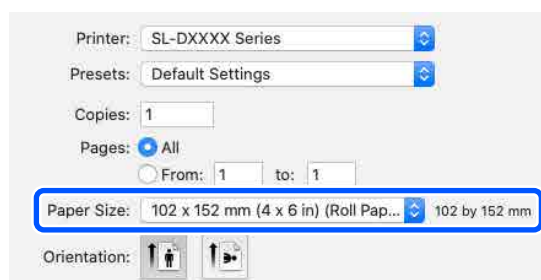 Printer: SL-DXXXX Series
Presets: Default Settings
Copies: 1
Pages: All
From: 1 to: 1
Paper Size: 102 x 152 mm (4 x 6 in) (Roll Pap... 102 by 152 mm
Orientation: